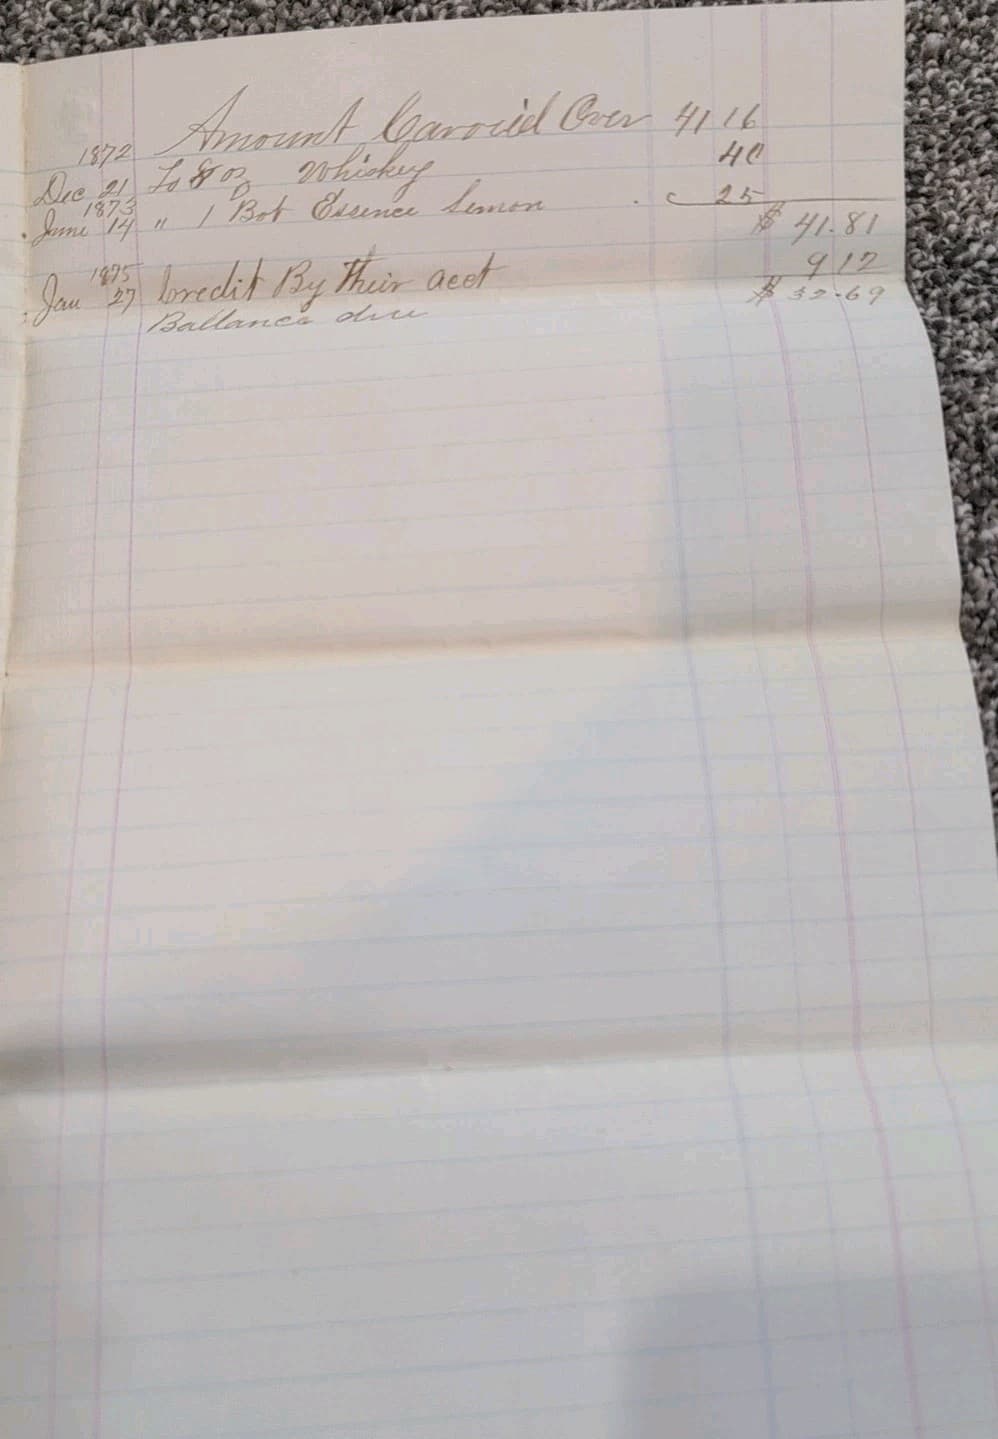 Amount Carried Over 41 16
1872
Dec 21 To 8 oz Whiskey 40
1873
June 14 " 1 Bot Essence Lemon 25
$ 41.81
1875
Jan 27 Credit By Their acct 9 12
Ballance due $ 32.69